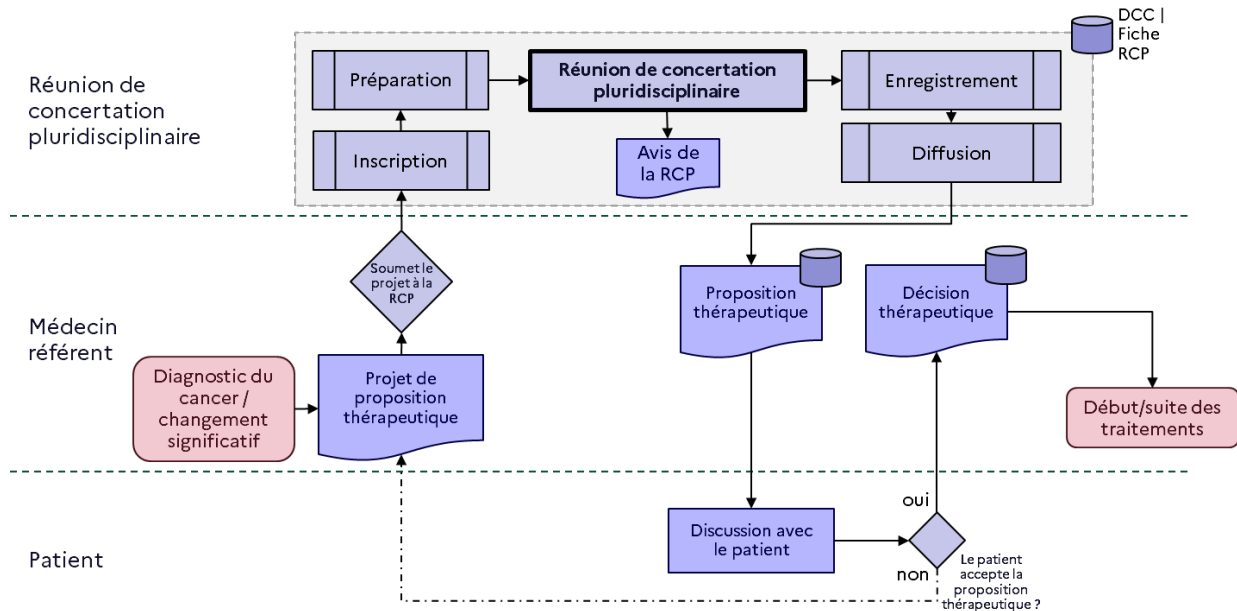 DCC |
Fiche
RCP
Réunion de
concertation
pluridisciplinaire
Préparation
Réunion de concertation
pluridisciplinaire
Enregistrement
Inscription
Avis de
la RCP
Diffusion
Médecin
référent
Soumet le
projet à la
RCP
Proposition
thérapeutique
Décision
thérapeutique
Diagnostic du
cancer /
changement
significatif
Projet de
proposition
thérapeutique
Début/suite des
traitements
Patient
Discussion avec
le patient
oui
non
Le patient
accepte la
proposition
thérapeutique ?